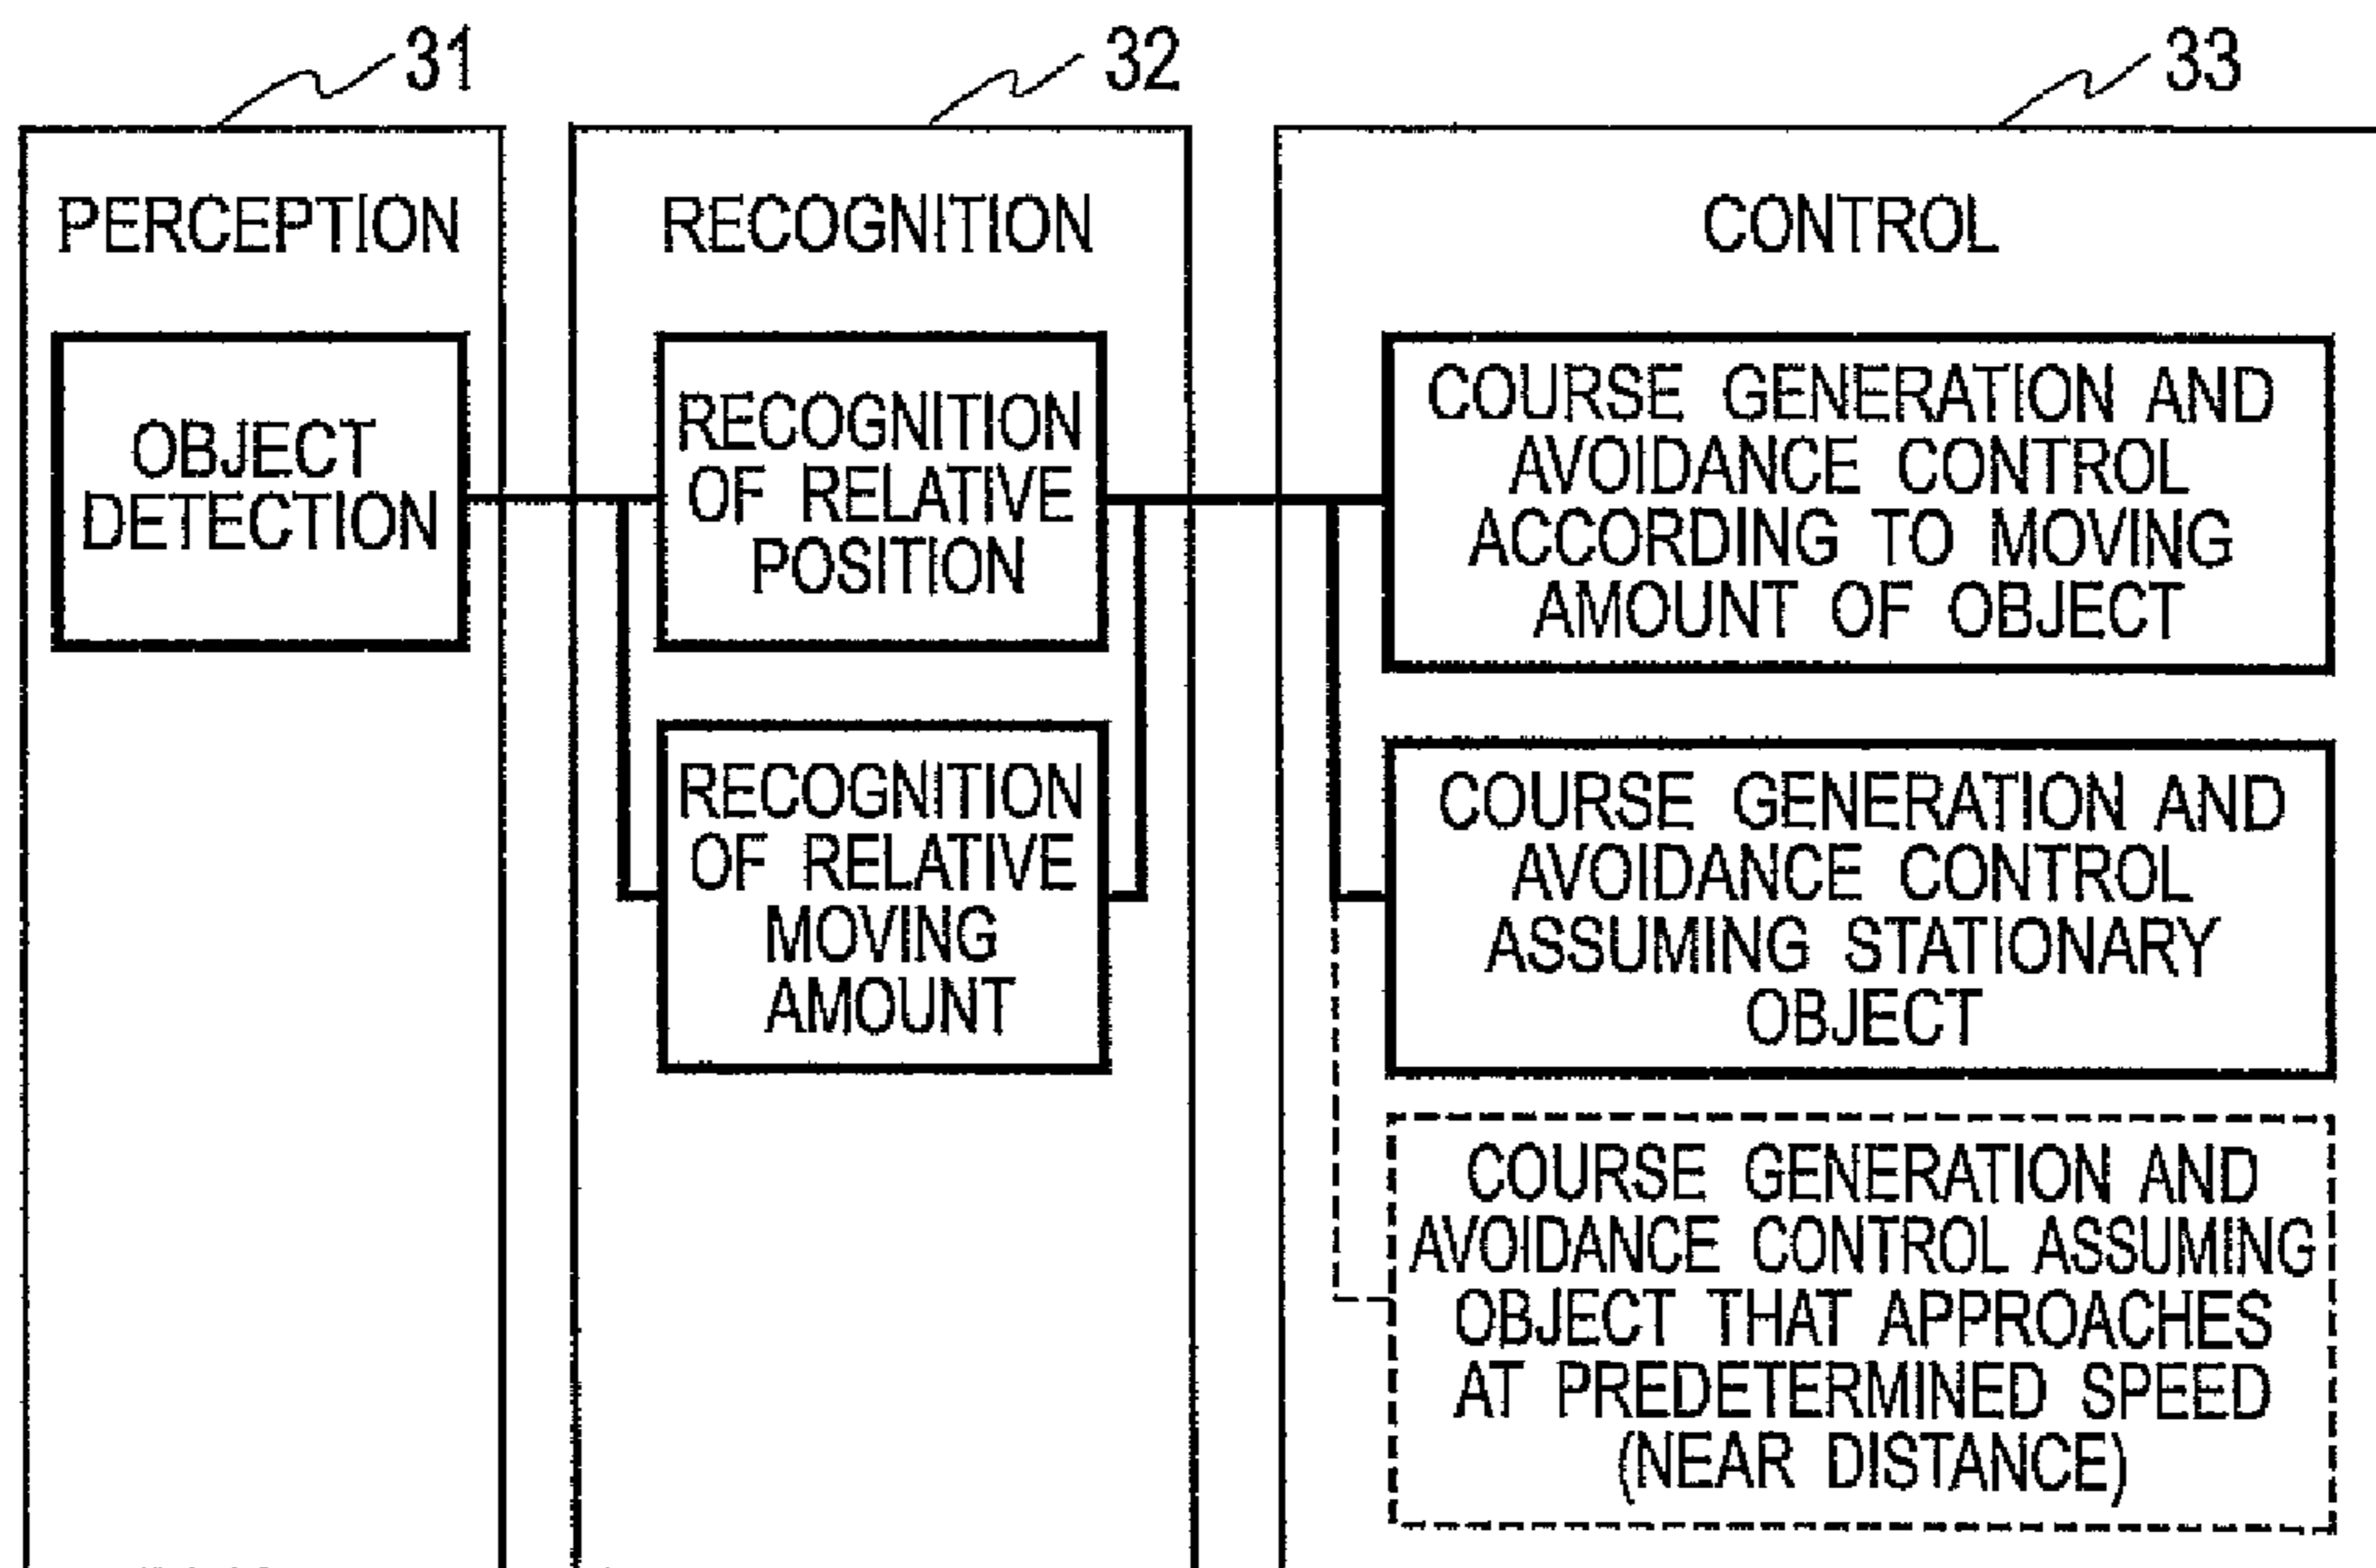 31
32
33
PERCEPTION
OBJECT
DETECTION
RECOGNITION
RECOGNITION
OF RELATIVE
POSITION
RECOGNITION
OF RELATIVE
MOVING
AMOUNT
CONTROL
COURSE GENERATION AND
AVOIDANCE CONTROL
ACCORDING TO MOVING
AMOUNT OF OBJECT
COURSE GENERATION AND
AVOIDANCE CONTROL
ASSUMING STATIONARY
OBJECT
COURSE GENERATION AND
AVOIDANCE CONTROL ASSUMING
OBJECT THAT APPROACHES
AT PREDETERMINED SPEED
(NEAR DISTANCE)